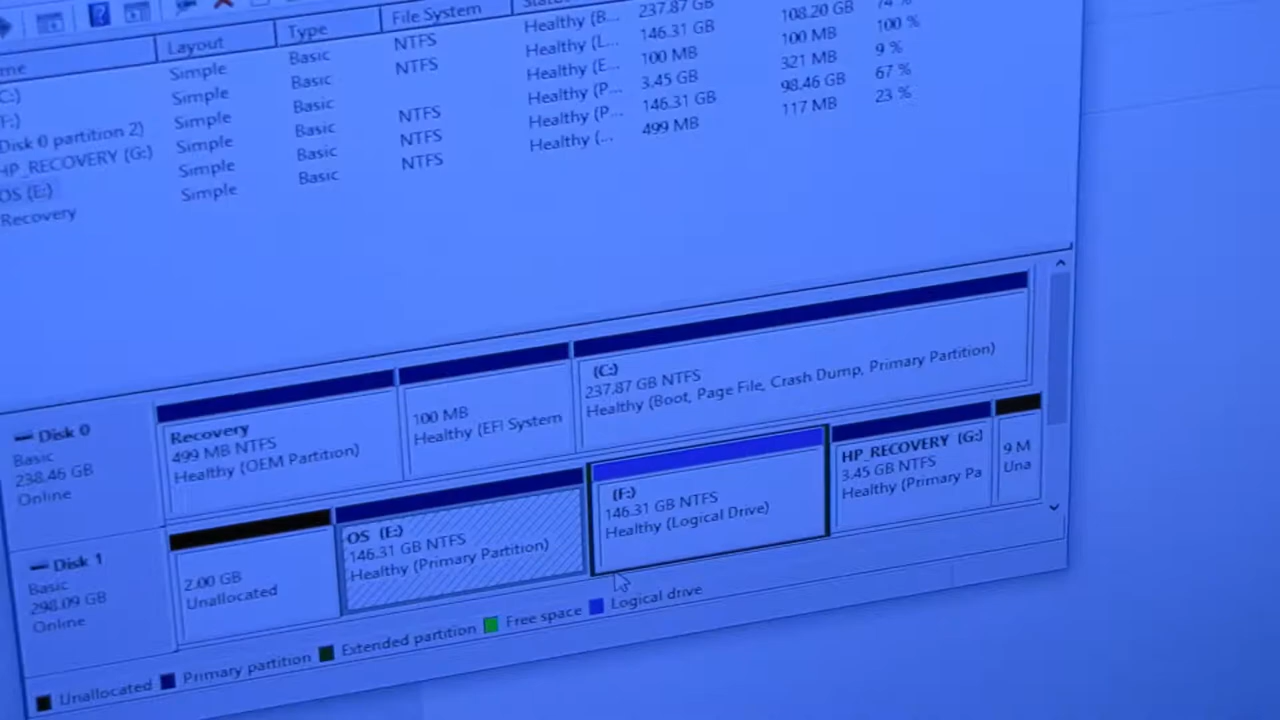 Layout Type File System
C:) Simple Basic NTFS Healthy (B... 237.87 GB
F:) Simple Basic NTFS Healthy (L... 146.31 GB 108.20 GB 74 %
Disk 0 partition 2) Simple Basic Healthy (E... 100 MB 100 MB 100 %
HP_RECOVERY (G:) Simple Basic NTFS Healthy (P... 3.45 GB 321 MB 9 %
OS (E:) Simple Basic NTFS Healthy (P... 146.31 GB 98.46 GB 67 %
Recovery Simple Basic NTFS Healthy (... 499 MB 117 MB 23 %
Disk 0
Basic
238.46 GB
Online
Recovery
499 MB NTFS
Healthy (OEM Partition)
100 MB
Healthy (EFI System
(C:)
237.87 GB NTFS
Healthy (Boot, Page File, Crash Dump, Primary Partition)
Disk 1
Basic
298.09 GB
Online
2.00 GB
Unallocated
OS (E:)
146.31 GB NTFS
Healthy (Primary Partition)
(F:)
146.31 GB NTFS
Healthy (Logical Drive)
HP_RECOVERY (G:)
3.45 GB NTFS
Healthy (Primary Pa
9 M
Una
Unallocated Primary partition Extended partition Free space Logical drive